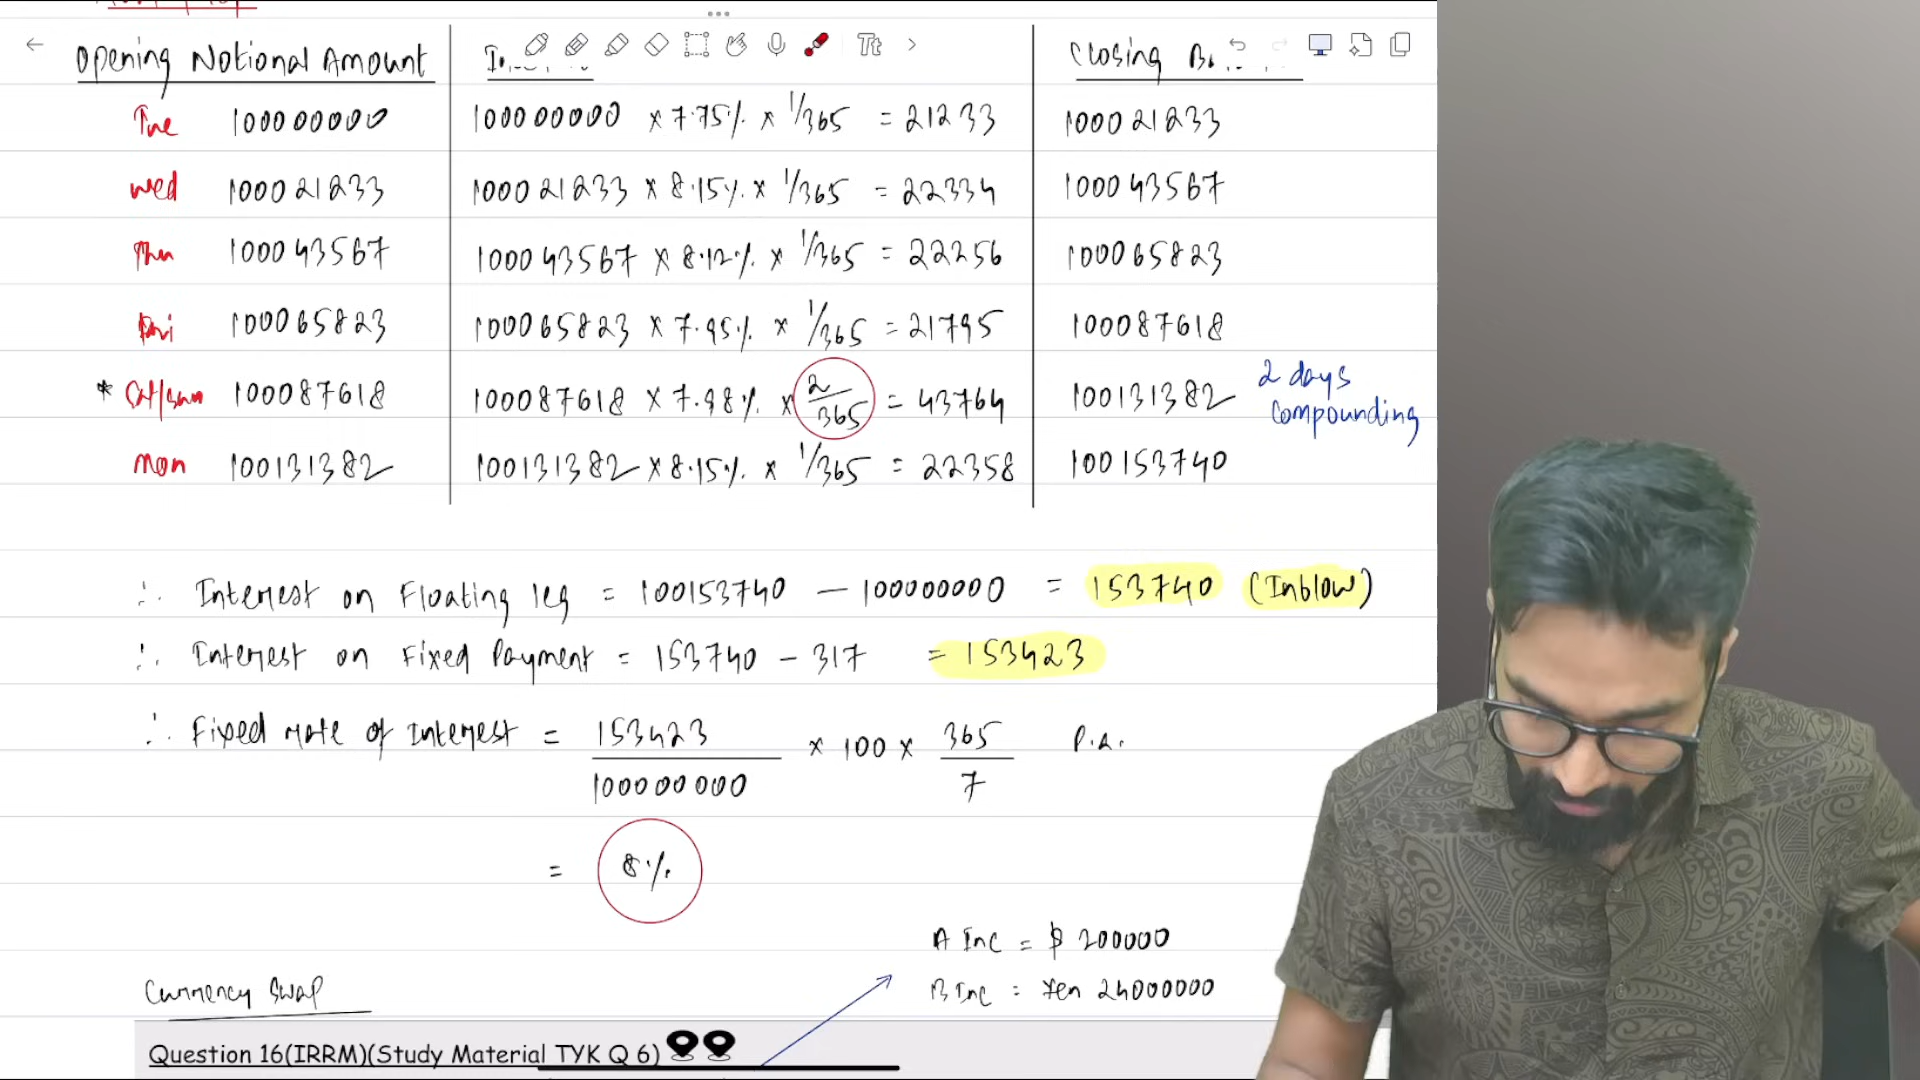 Opening Notional Amount
Closing
Tue 100000000 100000000 × 7.75% × 1/365 = 21233 100021233
Wed 100021233 100021233 × 8.15% × 1/365 = 22334 100043567
Thu 100043567 100043567 × 8.12% × 1/365 = 22256 100065823
Fri 100065823 100065823 × 7.95% × 1/365 = 21795 100087618
* Sat/Sun 100087618 100087618 × 7.98% × 2/365 = 43764 100131382 2 days compounding
Mon 100131382 100131382 × 8.15% × 1/365 = 22358 100153740
∴ Interest on Floating leg = 100153740 – 100000000 = 153740 (Inflow)
∴ Interest on Fixed Payment = 153740 – 317 = 153423
∴ Fixed rate of Interest = 153423 / 100000000 × 100 × 365 / 7 P.a.
= 8%
A Inc = $ 200000
B Inc = Yen 24000000
Currency Swap
Question 16(IRRM)(Study Material TYK Q 6)